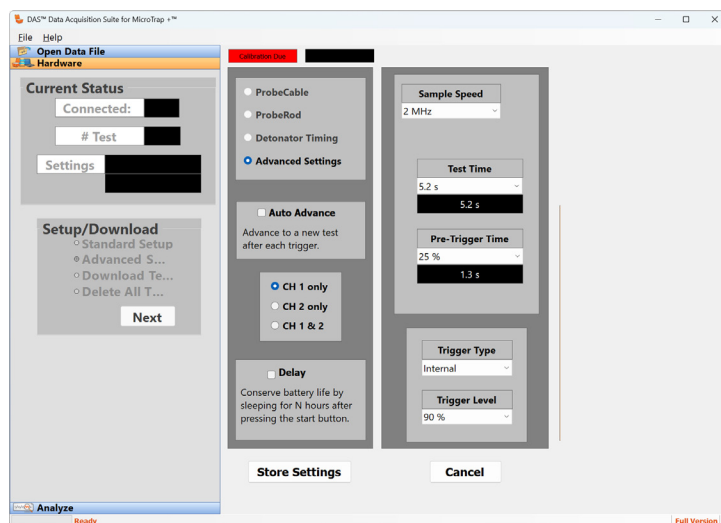 DAS™ Data Acquisition Suite for MicroTrap +™
File Help
Open Data File
Hardware
Current Status
Connected:
# Test
Settings
Setup/Download
Standard Setup
Advanced S...
Download Te...
Delete All T...
Next
Analyze
Calibration Due
ProbeCable
ProbeRod
Detonator Timing
Advanced Settings
Auto Advance
Advance to a new test
after each trigger.
CH 1 only
CH 2 only
CH 1 & 2
Delay
Conserve battery life by
sleeping for N hours after
pressing the start button.
Store Settings
Sample Speed
2 MHz
Test Time
5.2 s
5.2 s
Pre-Trigger Time
25 %
1.3 s
Trigger Type
Internal
Trigger Level
90 %
Cancel
Ready
Full Version